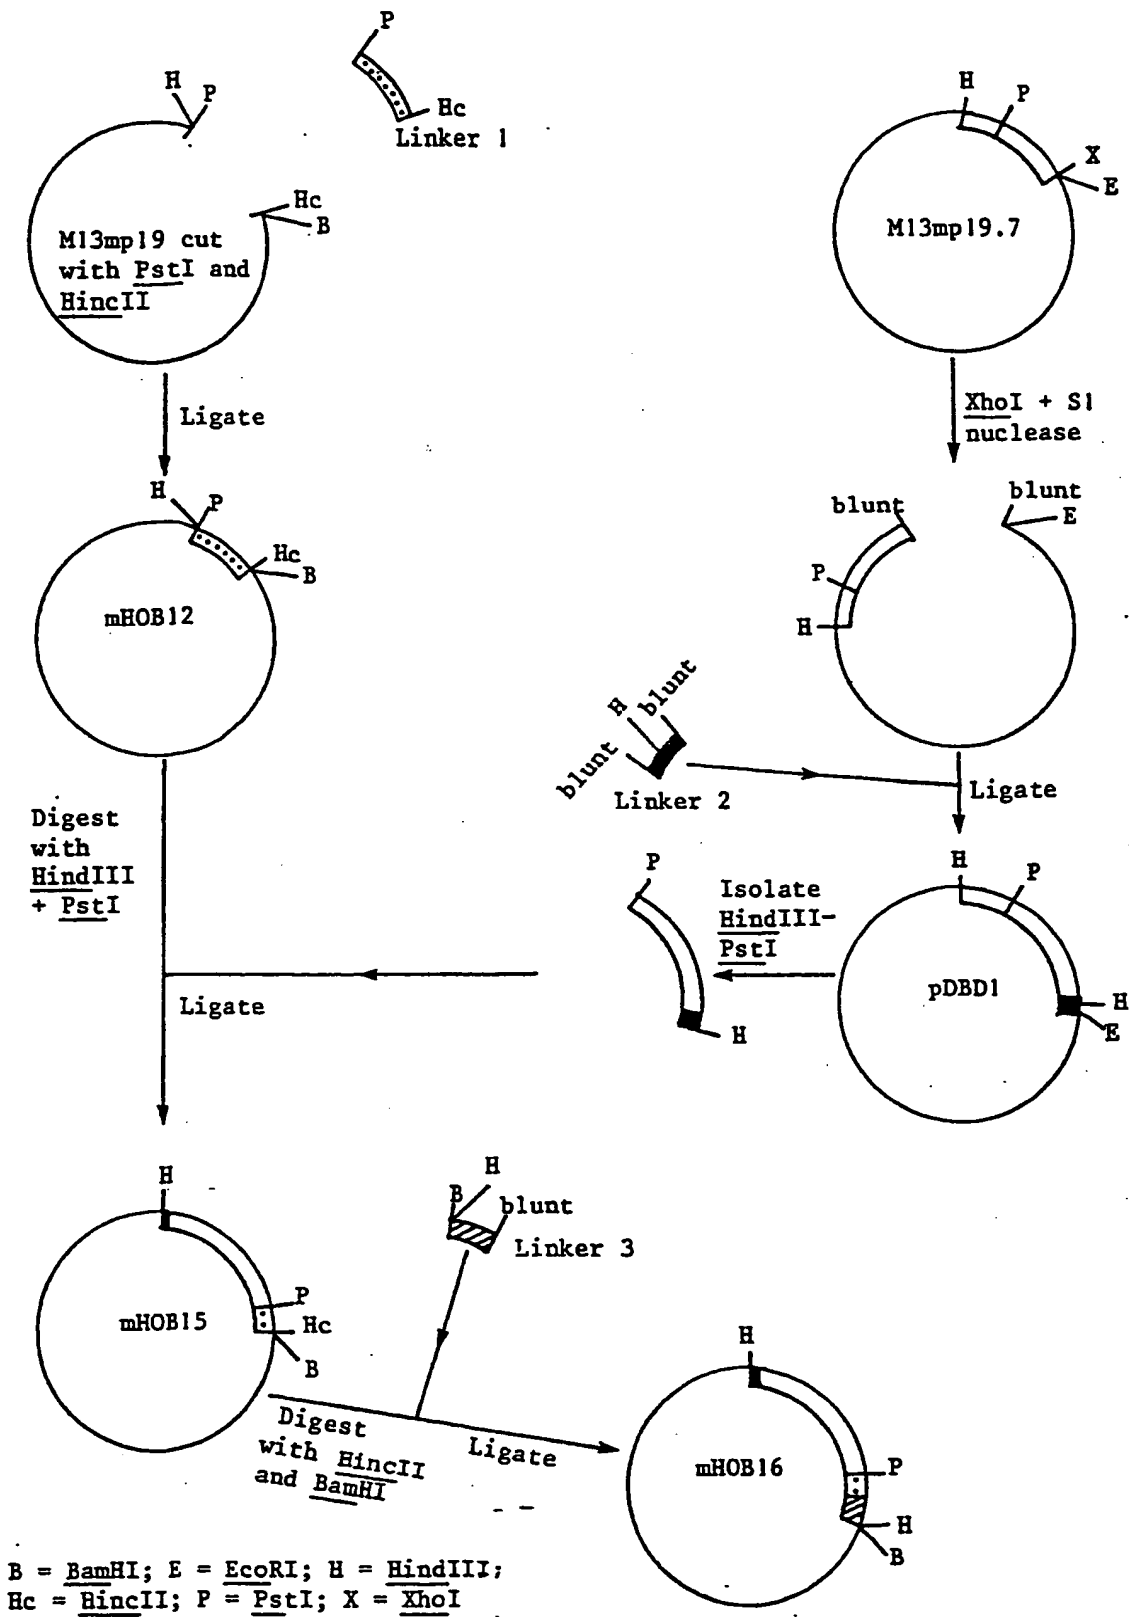 P
H
P
Hc
Linker 1
Hc
B
M13mp19 cut
with PstI and
HincII
H
P
X
E
M13mp19.7
Ligate
XhoI + S1
nuclease
H
P
Hc
B
mHOB12
blunt
blunt
E
P
H
blunt
H
blunt
Linker 2
Ligate
Digest
with
HindIII
+ PstI
P
Isolate
HindIII-
PstI
H
H
P
pDBD1
H
E
Ligate
H
P
Hc
B
mHOB15
B
H
blunt
Linker 3
Digest
with HincII
and BamHI
Ligate
H
mHOB16
P
H
B
B = BamHI; E = EcoRI; H = HindIII;
Hc = HincII; P = PstI; X = XhoI